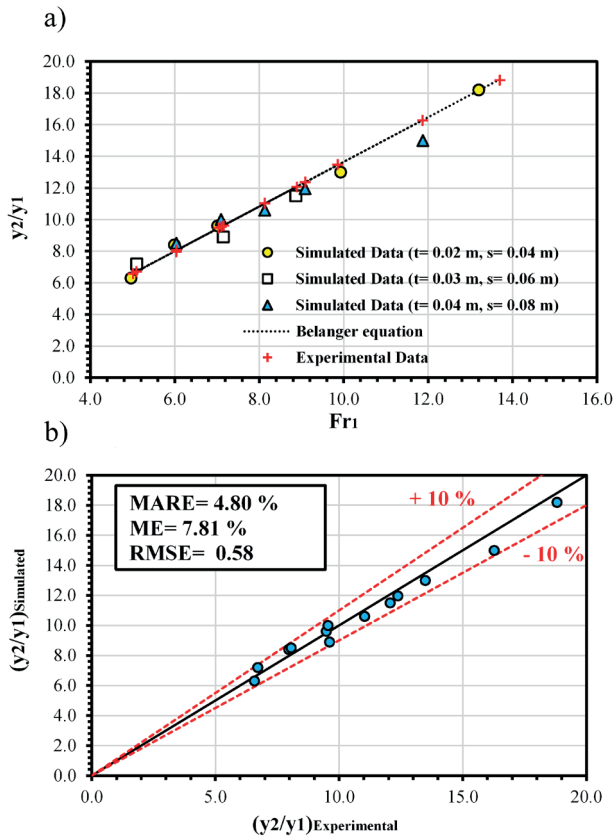 a)
y2/y1
20.0
18.0
16.0
14.0
12.0
10.0
8.0
6.0
4.0
2.0
0.0
Simulated Data (t= 0.02 m, s= 0.04 m)
Simulated Data (t= 0.03 m, s= 0.06 m)
Simulated Data (t= 0.04 m, s= 0.08 m)
Belanger equation
Experimental Data
4.0 6.0 8.0 10.0 12.0 14.0 16.0
Fr1
b)
(y2/y1)Simulated
20.0
18.0
16.0
14.0
12.0
10.0
8.0
6.0
4.0
2.0
0.0
MARE= 4.80 %
ME= 7.81 %
RMSE= 0.58
+ 10 %
- 10 %
0.0 5.0 10.0 15.0 20.0
(y2/y1)Experimental